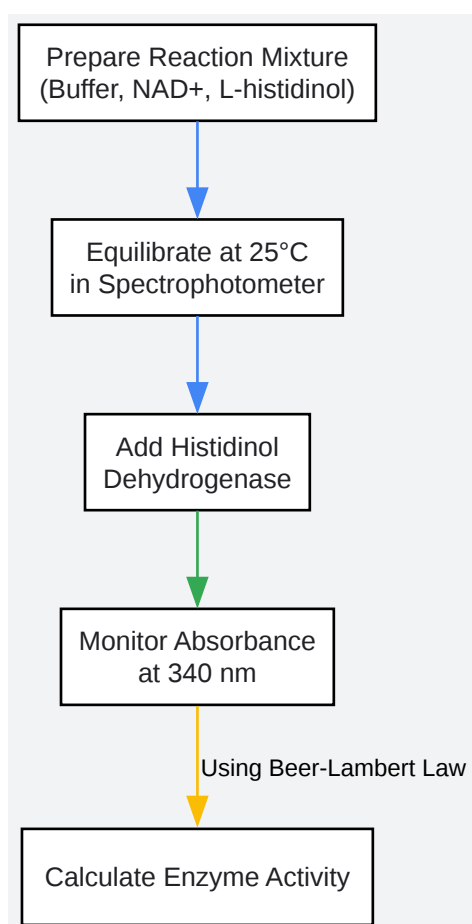 Prepare Reaction Mixture
(Buffer, NAD+, L-histidinol)
Equilibrate at 25°C
in Spectrophotometer
Add Histidinol
Dehydrogenase
Monitor Absorbance
at 340 nm
Using Beer-Lambert Law
Calculate Enzyme Activity